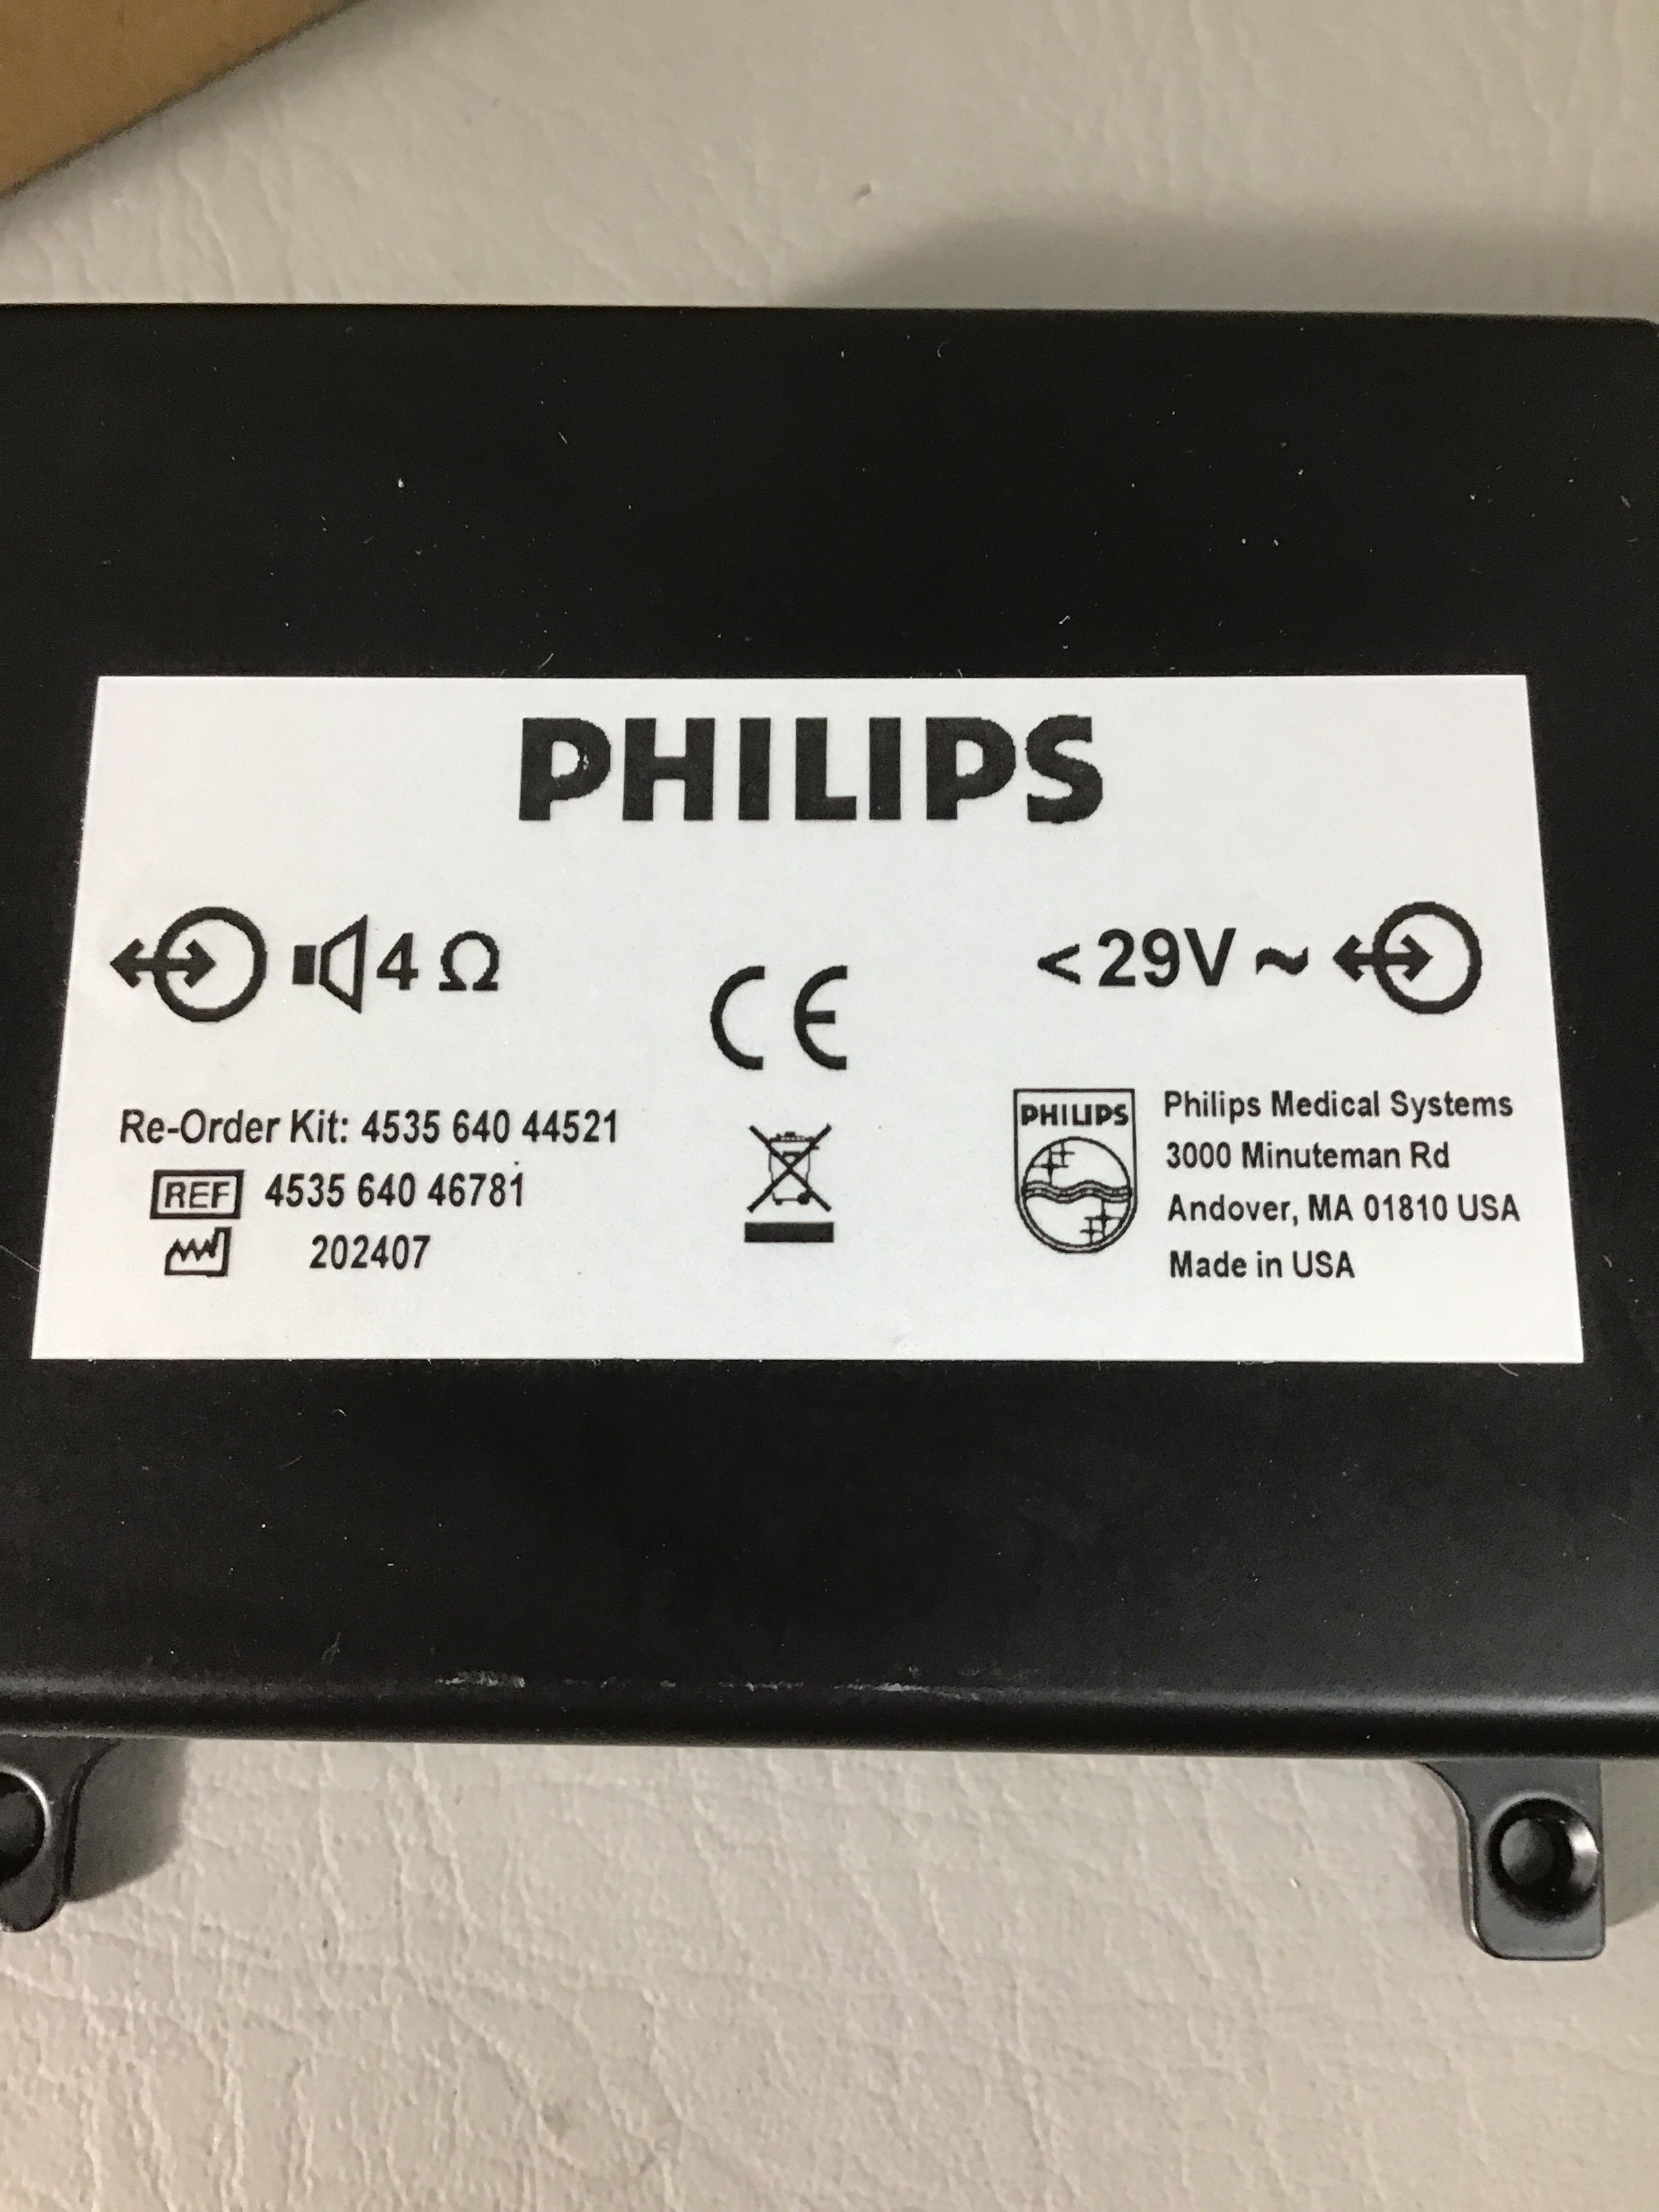 PHILIPS
4 Ω
< 29V ~
CE
Re-Order Kit: 4535 640 44521
REF 4535 640 46781
202407
PHILIPS
Philips Medical Systems
3000 Minuteman Rd
Andover, MA 01810 USA
Made in USA